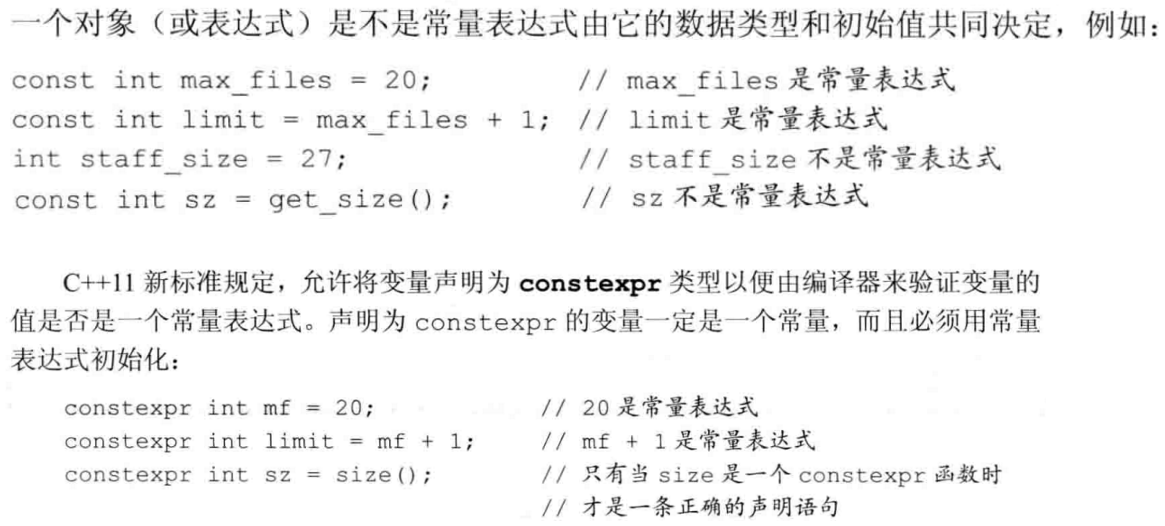 一个对象（或表达式）是不是常量表达式由它的数据类型和初始值共同决定，例如：
const int max_files = 20; // max_files 是常量表达式
const int limit = max_files + 1; // limit 是常量表达式
int staff_size = 27; // staff_size 不是常量表达式
const int sz = get_size(); // sz 不是常量表达式
C++11 新标准规定，允许将变量声明为 constexpr 类型以便由编译器来验证变量的
值是否是一个常量表达式。声明为 constexpr 的变量一定是一个常量，而且必须用常量
表达式初始化：
constexpr int mf = 20; // 20 是常量表达式
constexpr int limit = mf + 1; // mf + 1 是常量表达式
constexpr int sz = size(); // 只有当 size 是一个 constexpr 函数时
// 才是一条正确的声明语句